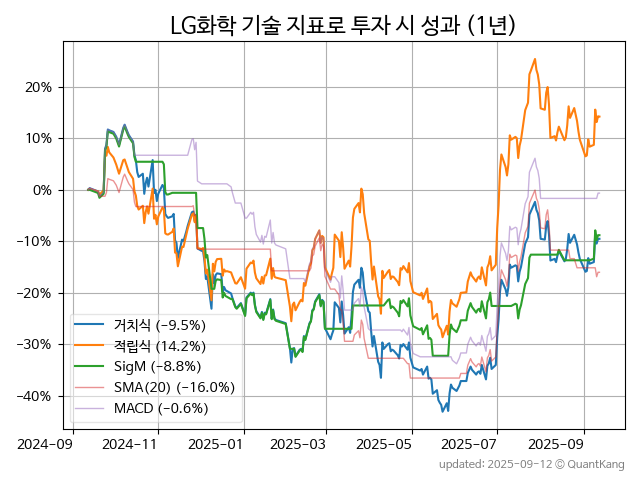 LG화학 기술 지표로 투자 시 성과 (1년)
20%
10%
0%
−10%
−20%
−30%
−40%
거치식 (−9.5%)
적립식 (14.2%)
SigM (−8.8%)
SMA(20) (−16.0%)
MACD (−0.6%)
2024-09 2024-11 2025-01 2025-03 2025-05 2025-07 2025-09
updated: 2025-09-12 © QuantKang